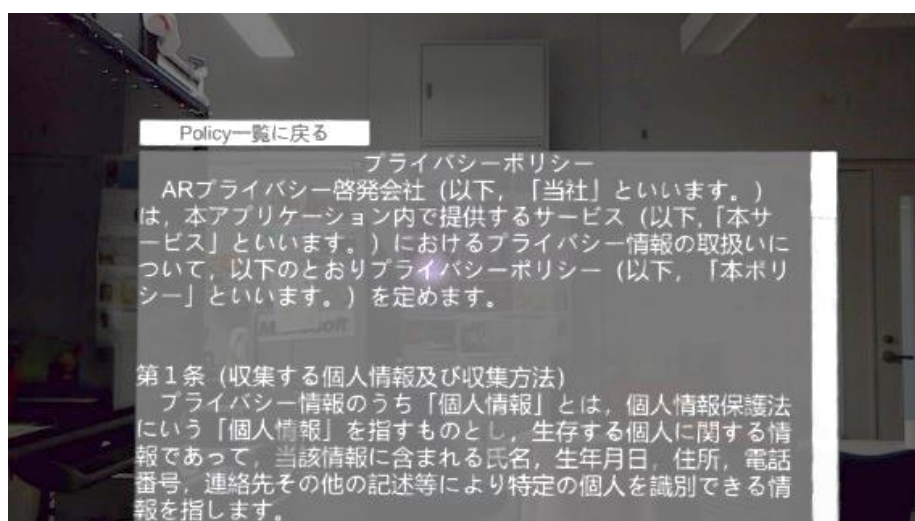 Policy一覧に戻る
プライバシーポリシー
ARプライバシー啓発会社（以下，「当社」といいます。）
は，本アプリケーション内で提供するサービス（以下，「本サ
ービス」といいます。）におけるプライバシー情報の取扱いに
ついて，以下のとおりプライバシーポリシー（以下，「本ポリ
シー」といいます。）を定めます。
第１条（収集する個人情報及び収集方法）
プライバシー情報のうち「個人情報」とは，個人情報保護法
にいう「個人情報」を指すものとし，生存する個人に関する情
報であって，当該情報に含まれる氏名，生年月日，住所，電話
番号，連絡先その他の記述等により特定の個人を識別できる情
報を指します。